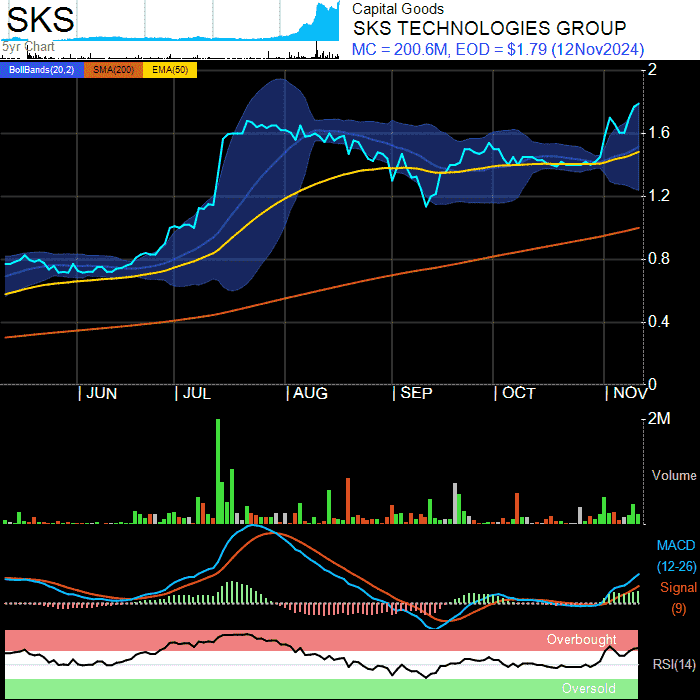 SKS
5yr Chart
Capital Goods
SKS TECHNOLOGIES GROUP
MC = 200.6M, EOD = $1.79 (12Nov2024)
BollBands(20,2) SMA(200) EMA(50)
2
1.6
1.2
0.8
0.4
0
JUN JUL AUG SEP OCT NOV
2M
Volume
MACD
(12-26)
Signal
(9)
Overbought
RSI(14)
Oversold